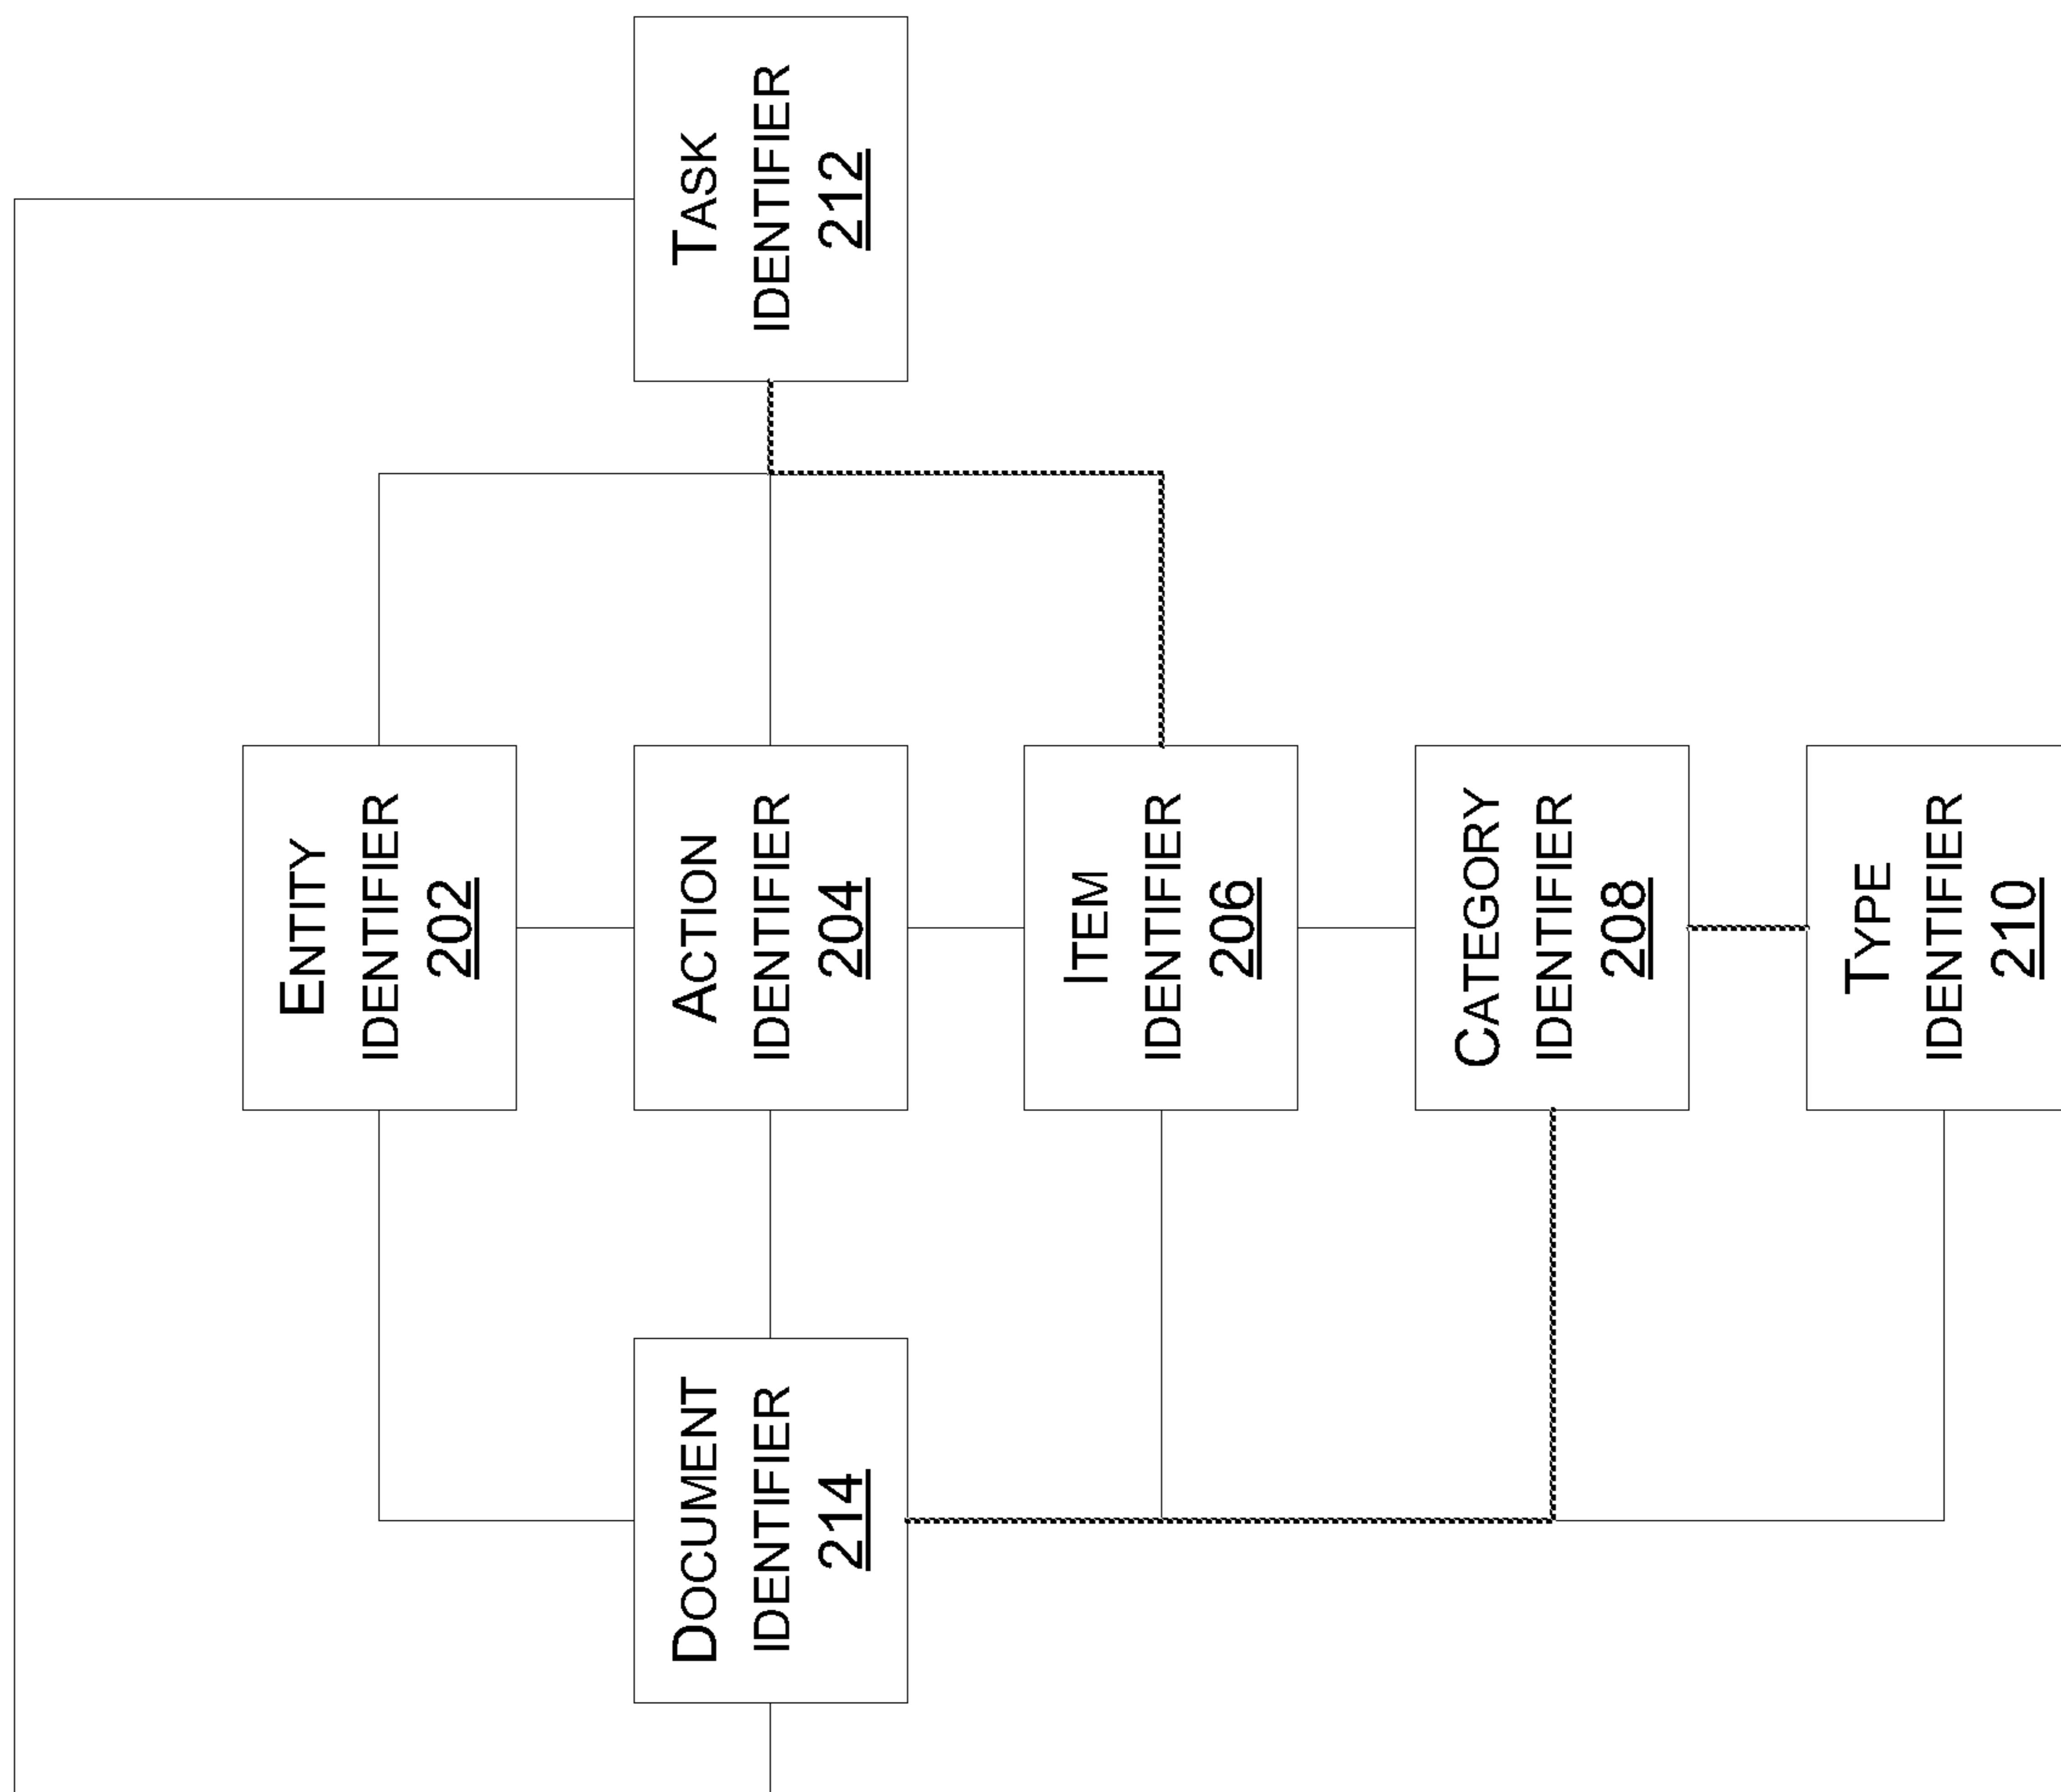 TASK
IDENTIFIER
212
ENTITY
IDENTIFIER
202
ACTION
IDENTIFIER
204
ITEM
IDENTIFIER
206
CATEGORY
IDENTIFIER
208
TYPE
IDENTIFIER
210
DOCUMENT
IDENTIFIER
214